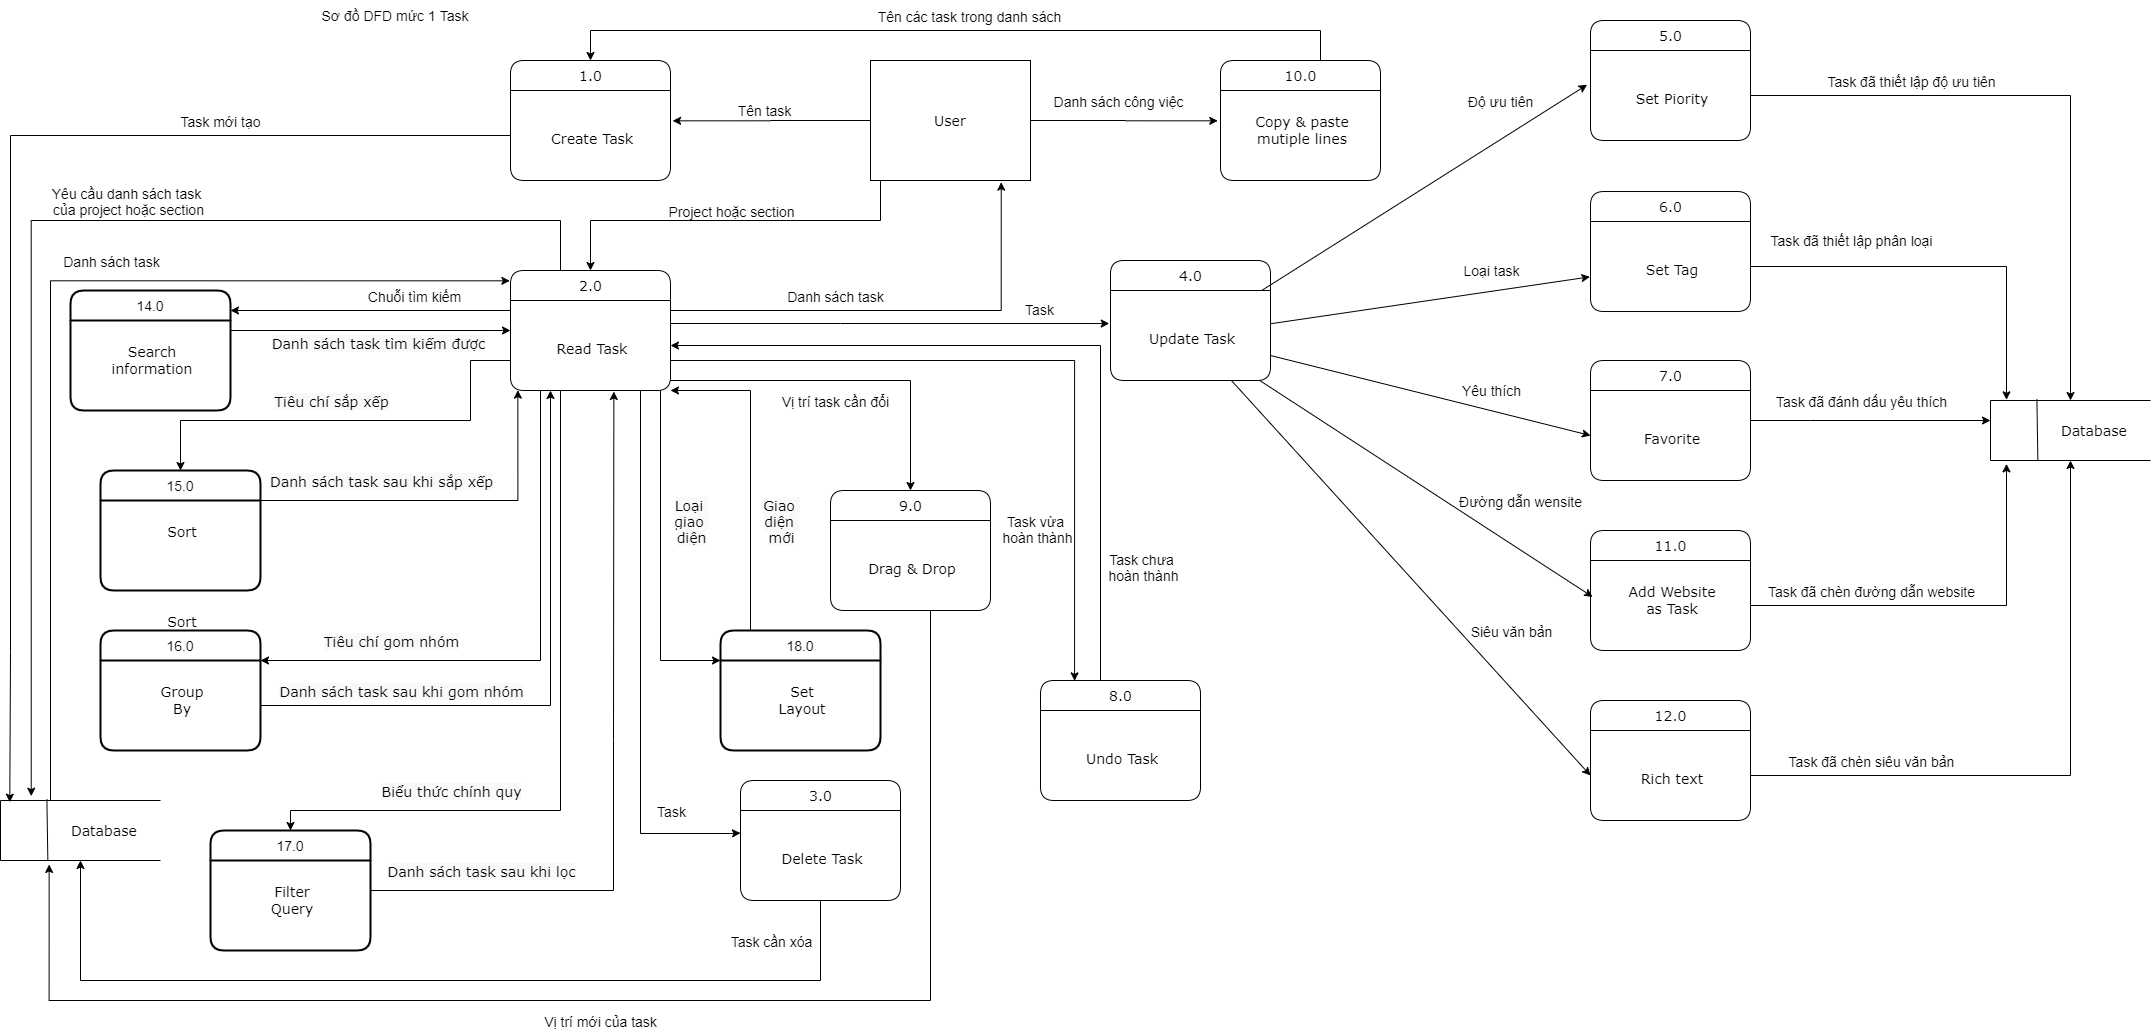 Sơ đồ DFD mức 1 Task
Tên các task trong danh sách
1.0
Create Task
Tên task
User
Danh sách công việc
10.0
Copy & paste
mutiple lines
Task mới tạo
Yêu cầu danh sách task
của project hoặc section
Project hoặc section
Danh sách task
14.0
Search
information
Chuỗi tìm kiếm
Danh sách task tìm kiếm được
2.0
Read Task
Danh sách task
Task
4.0
Update Task
Độ ưu tiên
5.0
Set Piority
Task đã thiết lập độ ưu tiên
Loại task
6.0
Set Tag
Task đã thiết lập phân loại
Yêu thích
7.0
Favorite
Task đã đánh dấu yêu thích
Database
Đường dẫn wensite
11.0
Add Website
as Task
Task đã chèn đường dẫn website
Siêu văn bản
12.0
Rich text
Task đã chèn siêu văn bản
Tiêu chí sắp xếp
15.0
Sort
Danh sách task sau khi sắp xếp
Vị trí task cần đổi
Loại
giao
diện
Giao
diện
mới
9.0
Drag & Drop
Task vừa
hoàn thành
Task chưa
hoàn thành
Sort
16.0
Group
By
Tiêu chí gom nhóm
Danh sách task sau khi gom nhóm
18.0
Set
Layout
8.0
Undo Task
Biểu thức chính quy
Database
17.0
Filter
Query
Danh sách task sau khi lọc
Task
3.0
Delete Task
Task cần xóa
Vị trí mới của task